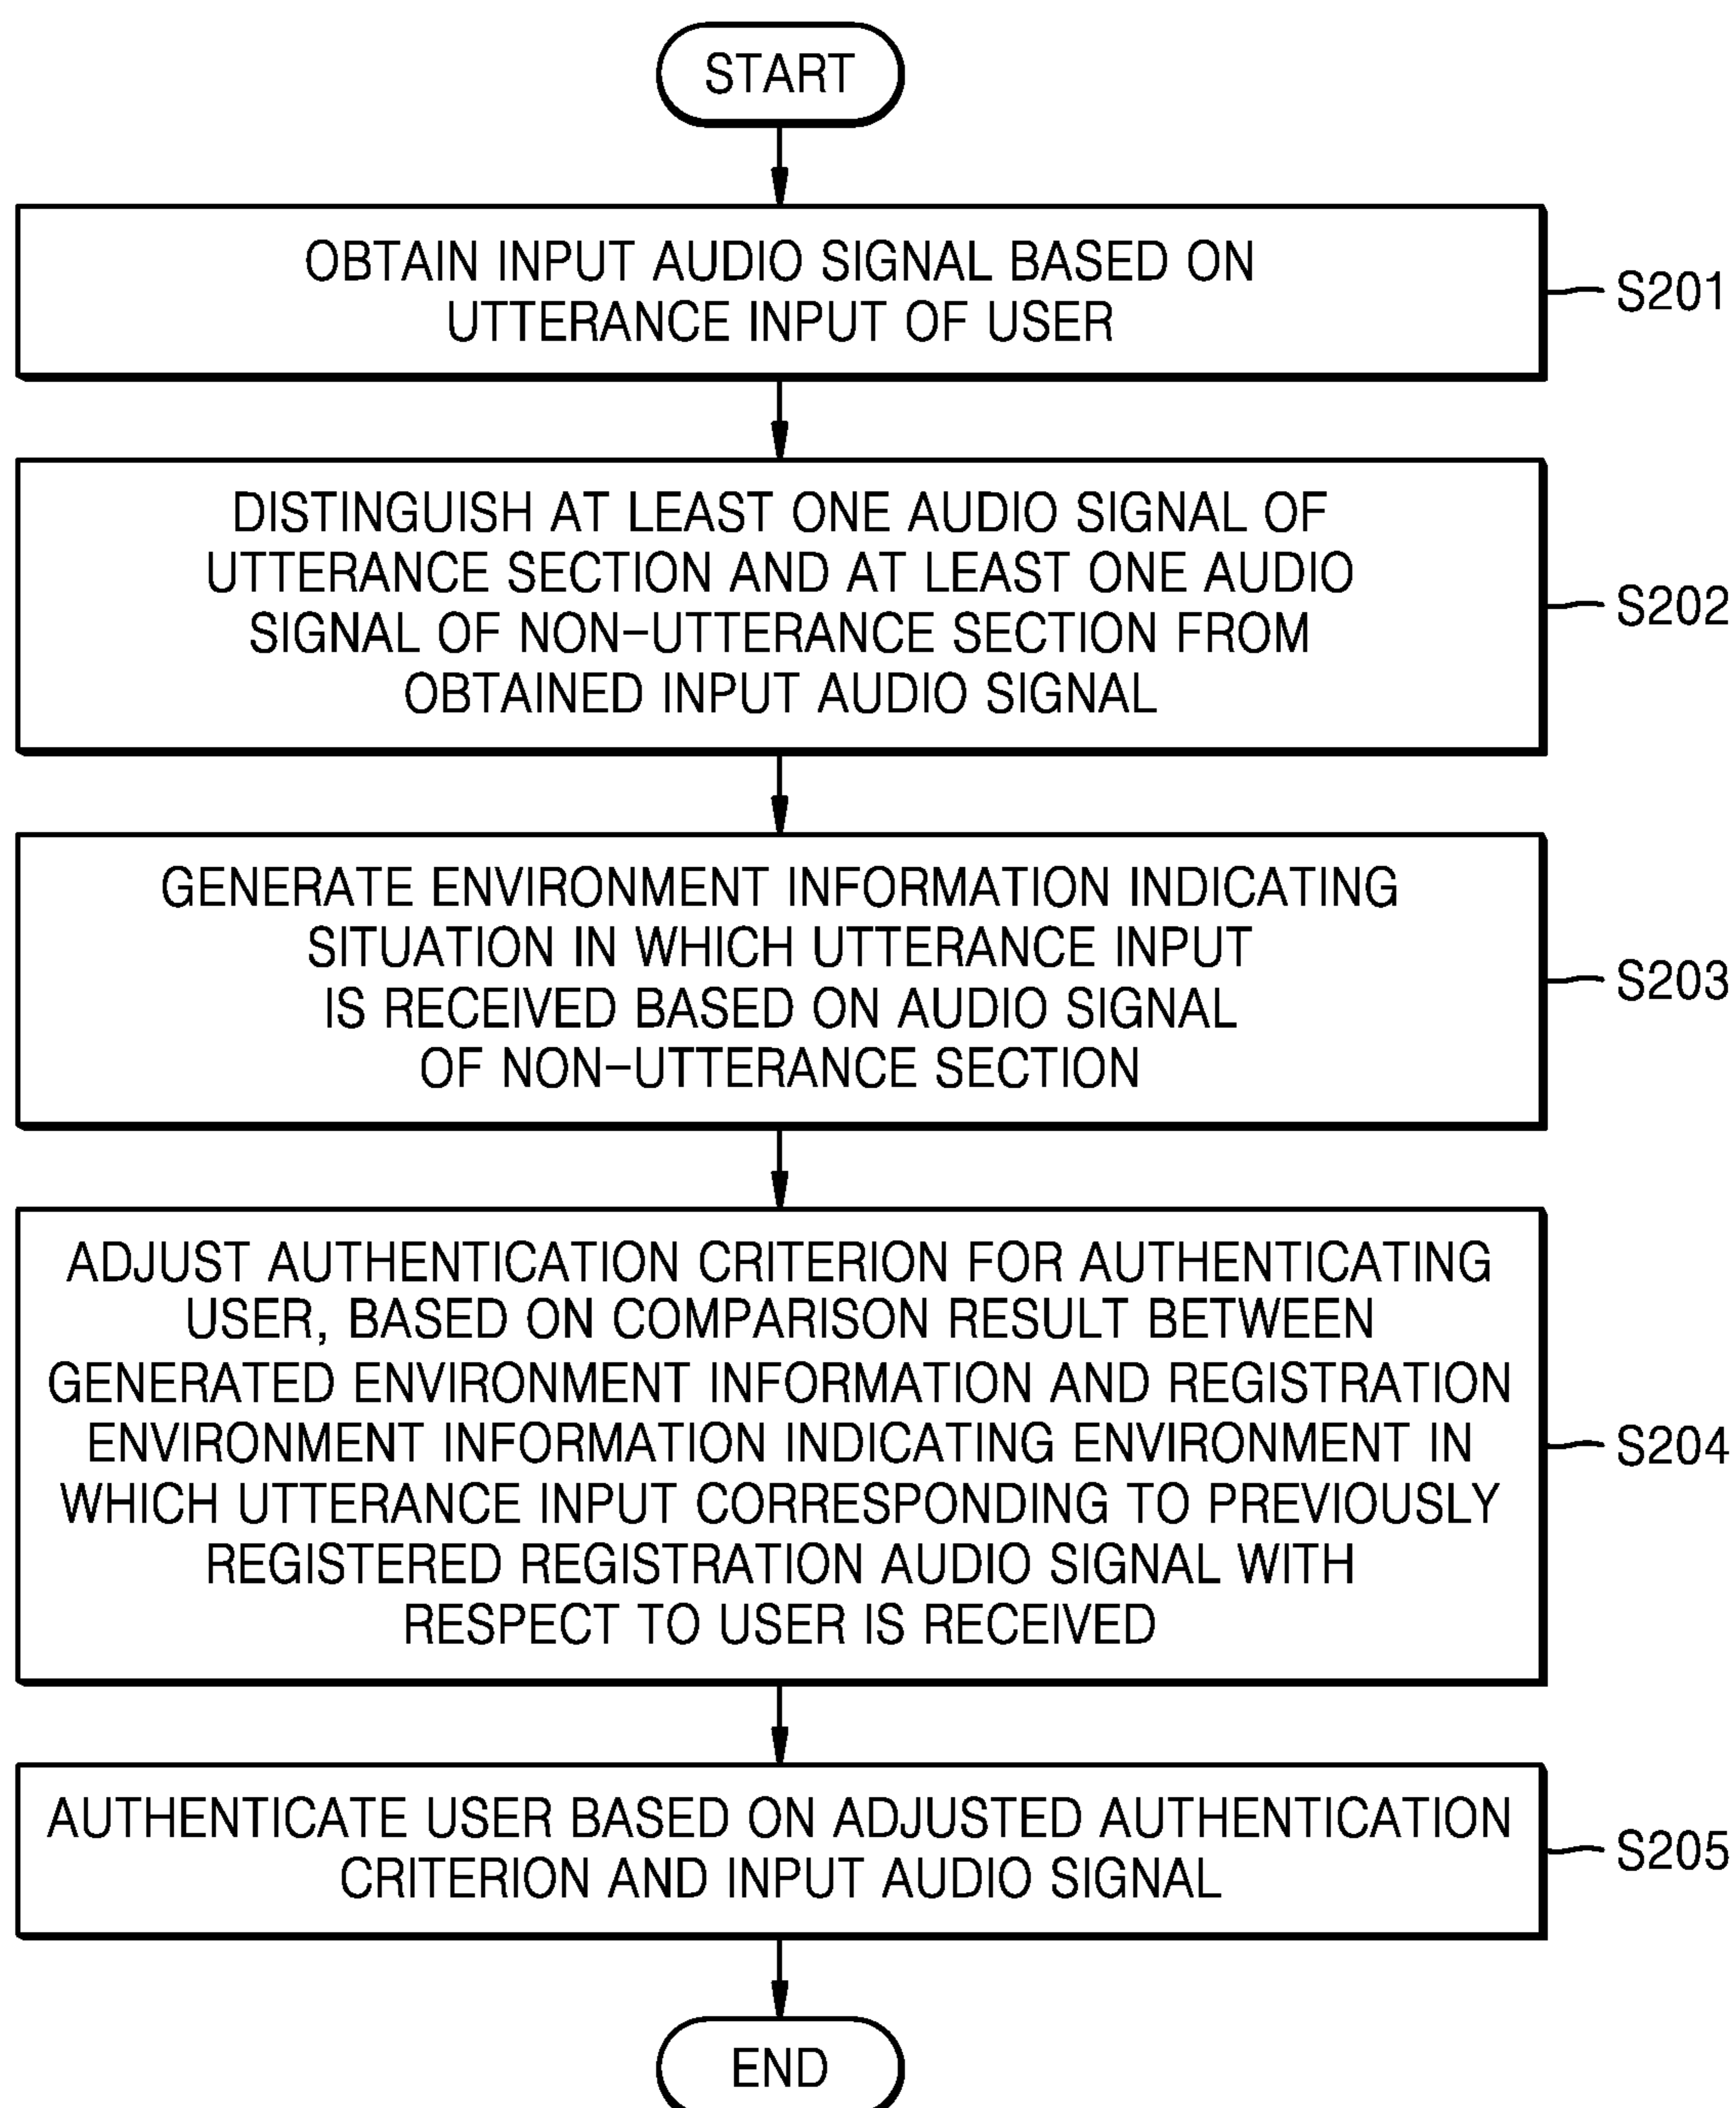 START
OBTAIN INPUT AUDIO SIGNAL BASED ON
UTTERANCE INPUT OF USER
S201
DISTINGUISH AT LEAST ONE AUDIO SIGNAL OF
UTTERANCE SECTION AND AT LEAST ONE AUDIO
SIGNAL OF NON-UTTERANCE SECTION FROM
OBTAINED INPUT AUDIO SIGNAL
S202
GENERATE ENVIRONMENT INFORMATION INDICATING
SITUATION IN WHICH UTTERANCE INPUT
IS RECEIVED BASED ON AUDIO SIGNAL
OF NON-UTTERANCE SECTION
S203
ADJUST AUTHENTICATION CRITERION FOR AUTHENTICATING
USER, BASED ON COMPARISON RESULT BETWEEN
GENERATED ENVIRONMENT INFORMATION AND REGISTRATION
ENVIRONMENT INFORMATION INDICATING ENVIRONMENT IN
WHICH UTTERANCE INPUT CORRESPONDING TO PREVIOUSLY
REGISTERED REGISTRATION AUDIO SIGNAL WITH
RESPECT TO USER IS RECEIVED
S204
AUTHENTICATE USER BASED ON ADJUSTED AUTHENTICATION
CRITERION AND INPUT AUDIO SIGNAL
S205
END